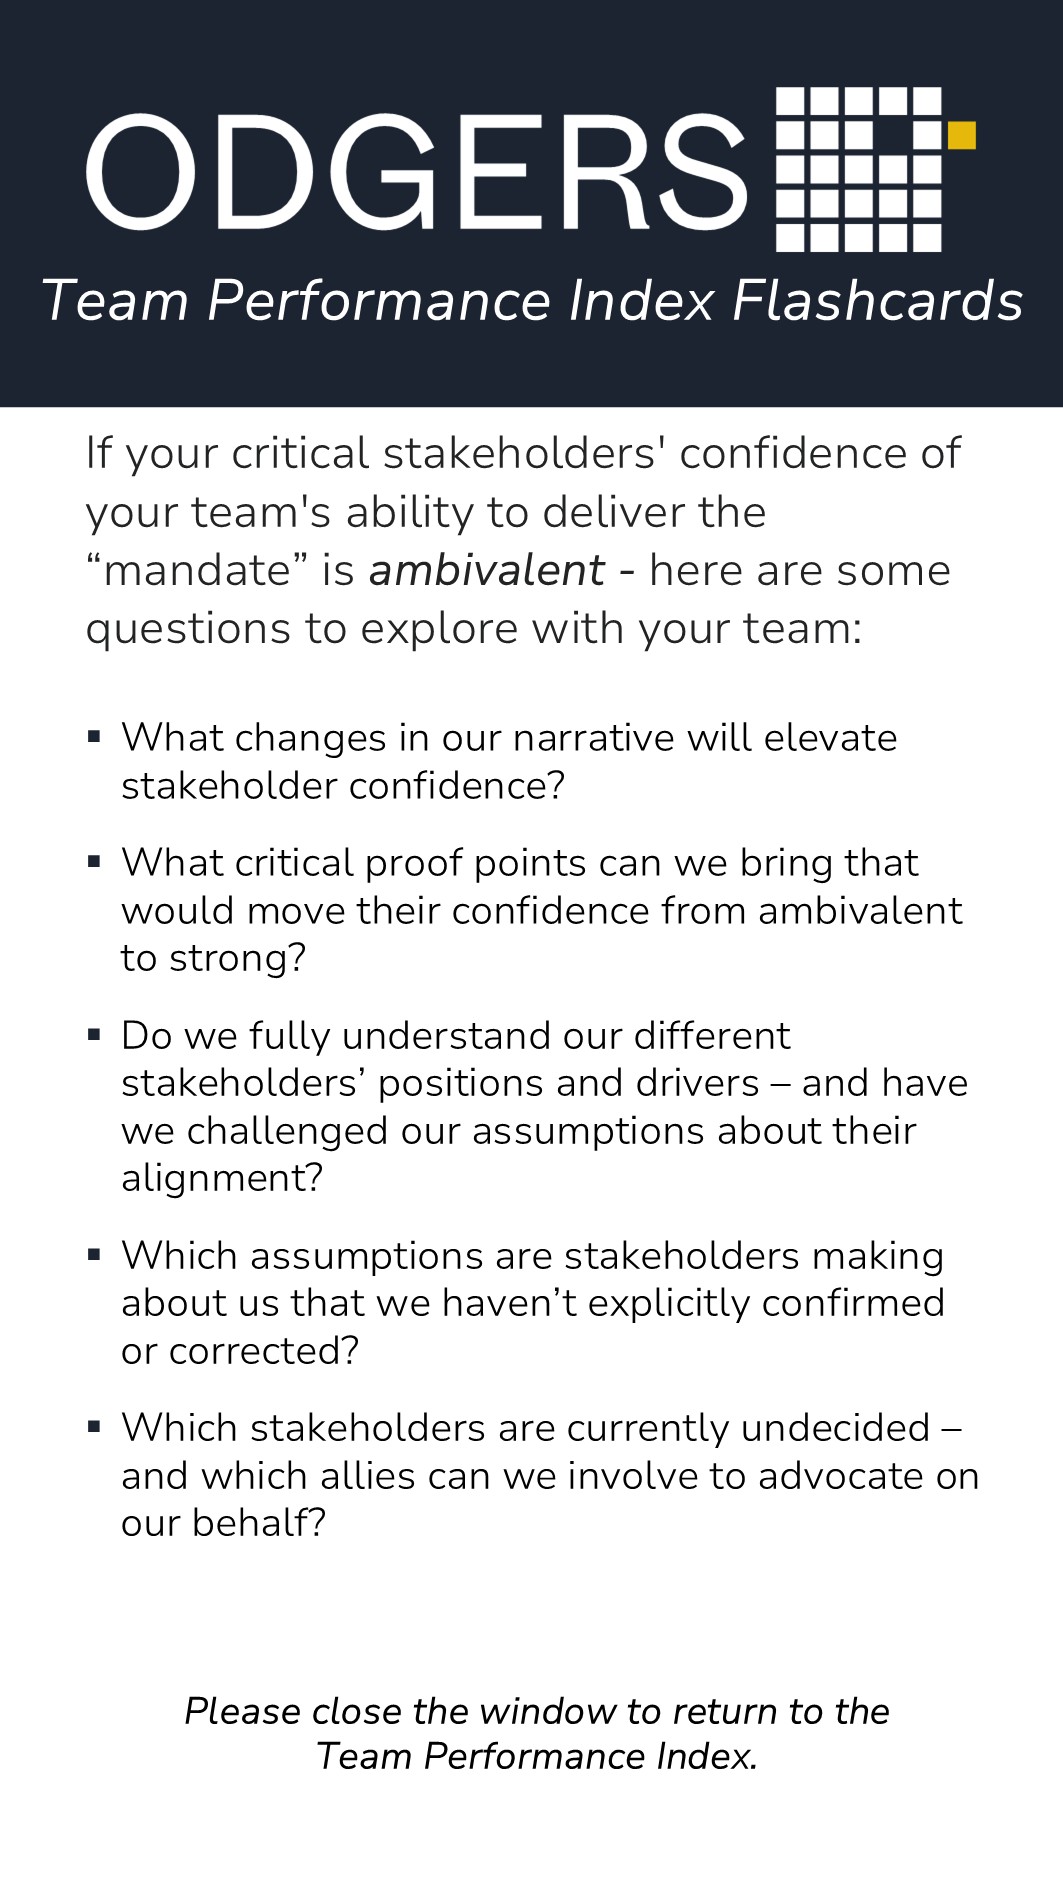 ODGERS
Team Performance Index Flashcards
If your critical stakeholders' confidence of
your team's ability to deliver the
“mandate” is ambivalent - here are some
questions to explore with your team:
▪ What changes in our narrative will elevate
stakeholder confidence?
▪ What critical proof points can we bring that
would move their confidence from ambivalent
to strong?
▪ Do we fully understand our different
stakeholders’ positions and drivers – and have
we challenged our assumptions about their
alignment?
▪ Which assumptions are stakeholders making
about us that we haven’t explicitly confirmed
or corrected?
▪ Which stakeholders are currently undecided –
and which allies can we involve to advocate on
our behalf?
Please close the window to return to the
Team Performance Index.